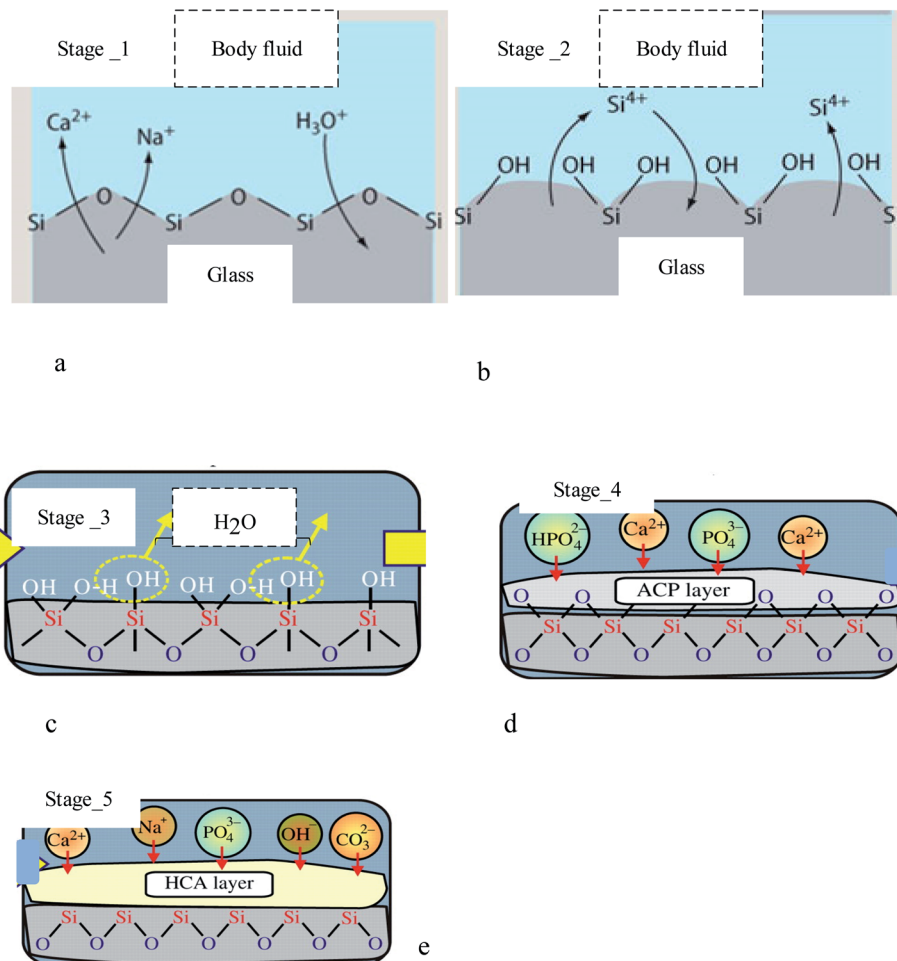 Stage _1 Body fluid
Ca2+ Na+ H3O+
O O O
Si Si Si Si
Glass
a
Stage _2 Body fluid
Si4+ Si4+
OH OH OH OH OH OH
Si Si Si S
Glass
b
Stage _3 H2O
OH O-H OH OH O-H OH OH
Si Si Si Si Si
O O O O
c
Stage_4
HPO42− Ca2+ PO43− Ca2+
ACP layer
O O O O O
Si Si Si Si Si Si
O O O O O O O
d
Stage_5
Ca2+ Na+ PO43− OH− CO32−
HCA layer
Si Si Si Si Si Si
O O O O O O O
e